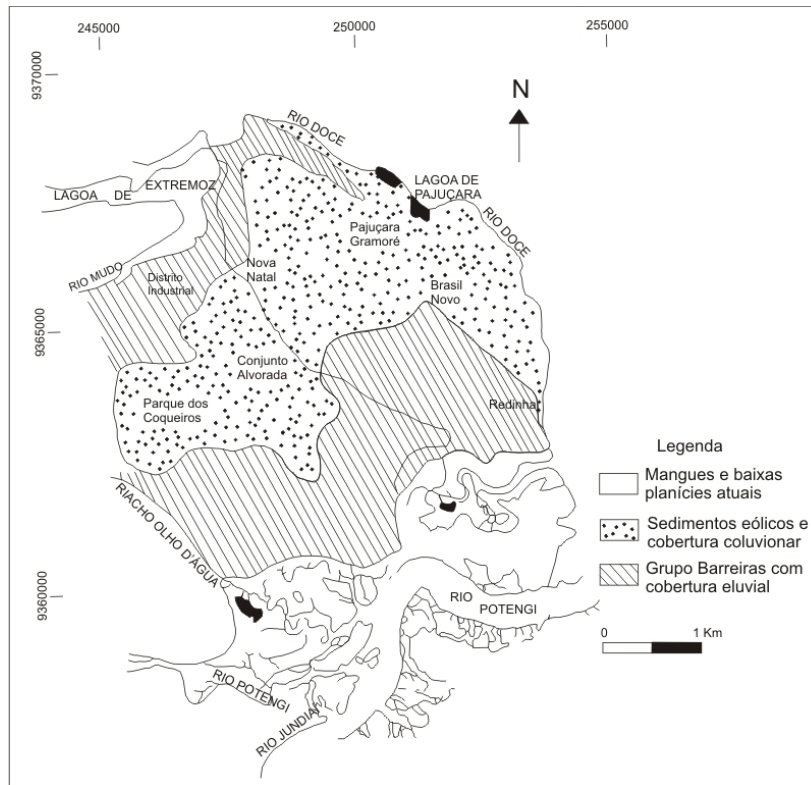 245000
250000
255000
9370000
9365000
9360000
N
RIO DOCE
LAGOA DE EXTREMOZ
LAGOA DE
PAJUÇARA
RIO DOCE
Pajuçara
Gramoré
RIO MUDO
Distrito
Industrial
Nova
Natal
Brasil
Novo
Conjunto
Alvorada
Parque dos
Coqueiros
Redinha
RIACHO OLHO D'ÁGUA
RIO
POTENGI
RIO POTENGI
RIO JUNDIAI
Legenda
Mangues e baixas
planícies atuais
Sedimentos eólicos e
cobertura coluvionar
Grupo Barreiras com
cobertura eluvial
0 1 Km